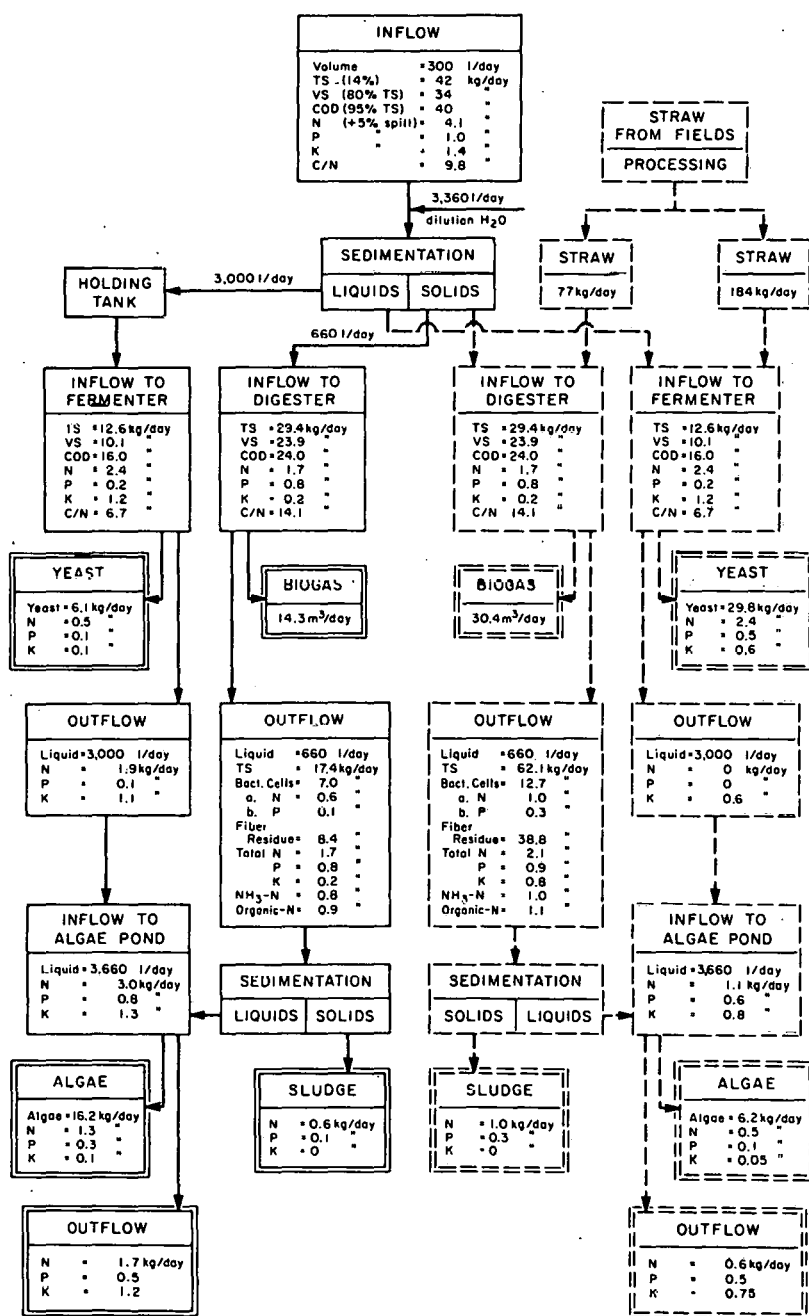 INFLOW
Volume = 300 l/day
TS - (14%) = 42 kg/day
VS (80% TS) = 34 "
COD (95% TS) = 40 "
N (+5% spill) = 4.1 "
P " = 1.0 "
K = 1.4 "
C/N = 9.8 "
STRAW
FROM FIELDS
PROCESSING
3,360 l/day
dilution H2O
SEDIMENTATION
LIQUIDS SOLIDS
3,000 l/day
HOLDING
TANK
STRAW
77 kg/day
STRAW
184 kg/day
660 l/day
INFLOW TO
FERMENTER
TS = 12.6 kg/day
VS = 10.1 "
COD = 16.0 "
N = 2.4 "
P = 0.2 "
K = 1.2 "
C/N = 6.7 "
INFLOW TO
DIGESTER
TS = 29.4 kg/day
VS = 23.9 "
COD = 24.0 "
N = 1.7 "
P = 0.8 "
K = 0.2 "
C/N = 14.1 "
INFLOW TO
DIGESTER
TS = 29.4 kg/day
VS = 23.9 "
COD = 24.0 "
N = 1.7 "
P = 0.8 "
K = 0.2 "
C/N 14.1 "
INFLOW TO
FERMENTER
TS = 12.6 kg/day
VS = 10.1 "
COD = 16.0 "
N = 2.4 "
P = 0.2 "
K = 1.2 "
C/N = 6.7 "
YEAST
Yeast = 6.1 kg/day
N = 0.5 "
P = 0.1 "
K = 0.1 "
BIOGAS
14.3 m³/day
BIOGAS
30.4 m³/day
YEAST
Yeast = 29.8 kg/day
N = 2.4 "
P = 0.5 "
K = 0.6 "
OUTFLOW
Liquid = 3,000 l/day
N = 1.9 kg/day
P = 0.1 "
K = 1.1 "
OUTFLOW
Liquid = 660 l/day
TS = 17.4 kg/day
Bact. Cells = 7.0 "
a. N = 0.6 "
b. P = 0.1 "
Fiber
Residue = 8.4 "
Total N = 1.7 "
P = 0.8 "
K = 0.2 "
NH3-N = 0.8 "
Organic-N = 0.9 "
OUTFLOW
Liquid = 660 l/day
TS = 62.1 kg/day
Bact. Cells = 12.7 "
a. N = 1.0 "
b. P = 0.3 "
Fiber
Residue = 38.8 "
Total N = 2.1 "
P = 0.9 "
K = 0.8 "
NH3-N = 1.0 "
Organic-N = 1.1 "
OUTFLOW
Liquid = 3,000 l/day
N = 0 kg/day
P = 0 "
K = 0.6 "
INFLOW TO
ALGAE POND
Liquid = 3,660 l/day
N = 3.0 kg/day
P = 0.8 "
K = 1.3 "
SEDIMENTATION
LIQUIDS SOLIDS
SEDIMENTATION
SOLIDS LIQUIDS
INFLOW TO
ALGAE POND
Liquid = 3,660 l/day
N = 1.1 kg/day
P = 0.6 "
K = 0.8 "
ALGAE
Algae = 16.2 kg/day
N = 1.3 "
P = 0.3 "
K = 0.1 "
SLUDGE
N = 0.6 kg/day
P = 0.1 "
K = 0
SLUDGE
N = 1.0 kg/day
P = 0.3 "
K = 0
ALGAE
Algae = 6.2 kg/day
N = 0.5 "
P = 0.1 "
K = 0.05 "
OUTFLOW
N = 1.7 kg/day
P = 0.5
K = 1.2
OUTFLOW
N = 0.6 kg/day
P = 0.5
K = 0.75